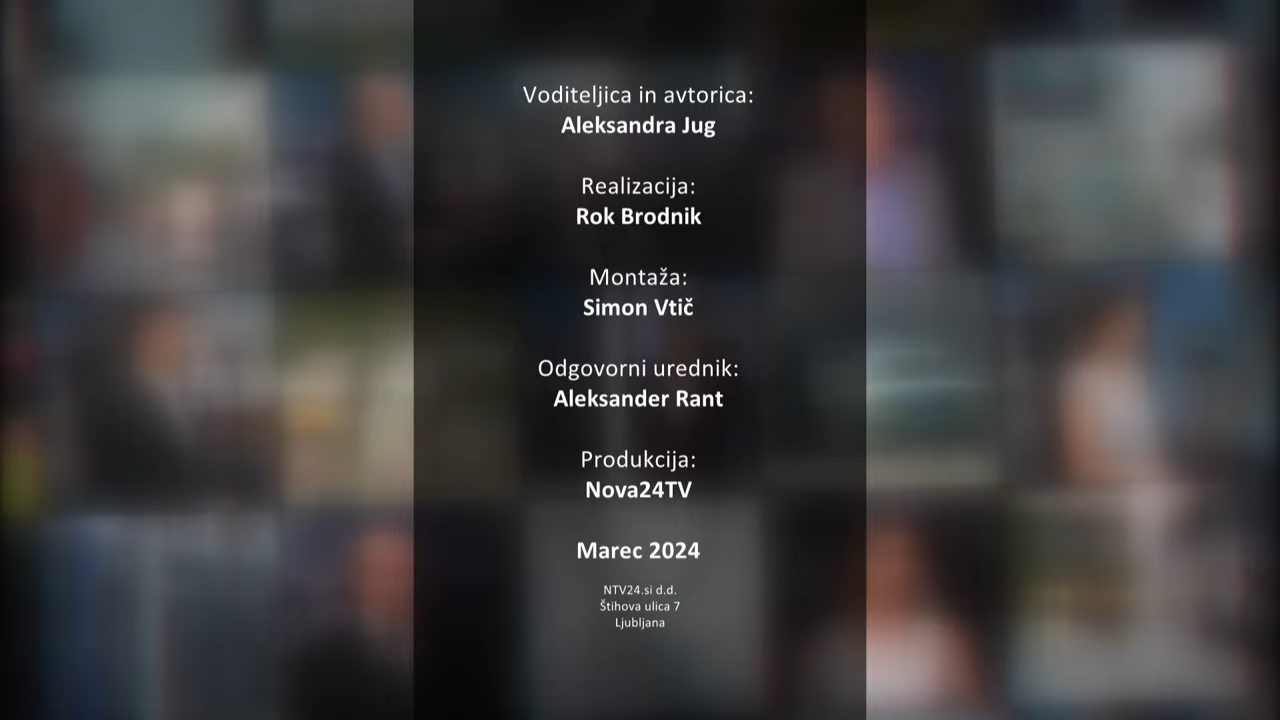 Voditeljica in avtorica:
Aleksandra Jug
Realizacija:
Rok Brodnik
Montaža:
Simon Vtič
Odgovorni urednik:
Aleksander Rant
Produkcija:
Nova24TV
Marec 2024
NTV24.si d.d.
Štihova ulica 7
Ljubljana